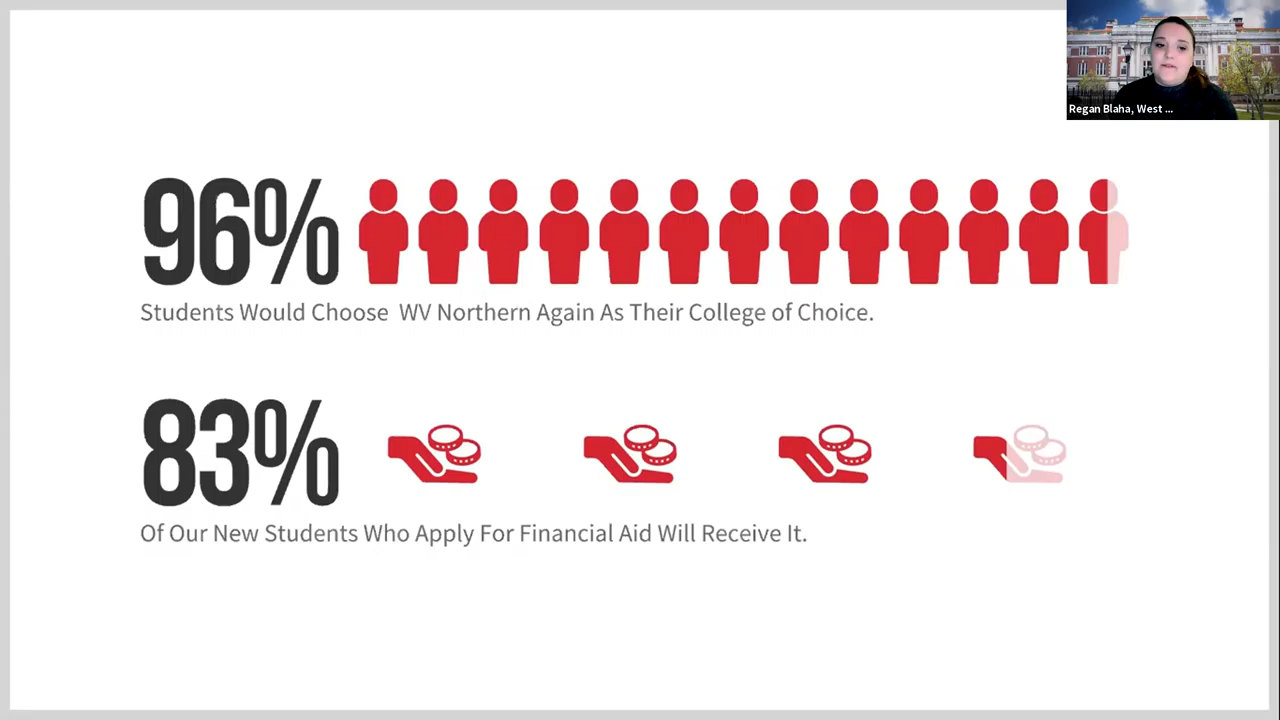 Regan Blaha, West ...
96%
Students Would Choose  WV Northern Again As Their College of Choice.
83%
Of Our New Students Who Apply For Financial Aid Will Receive It.